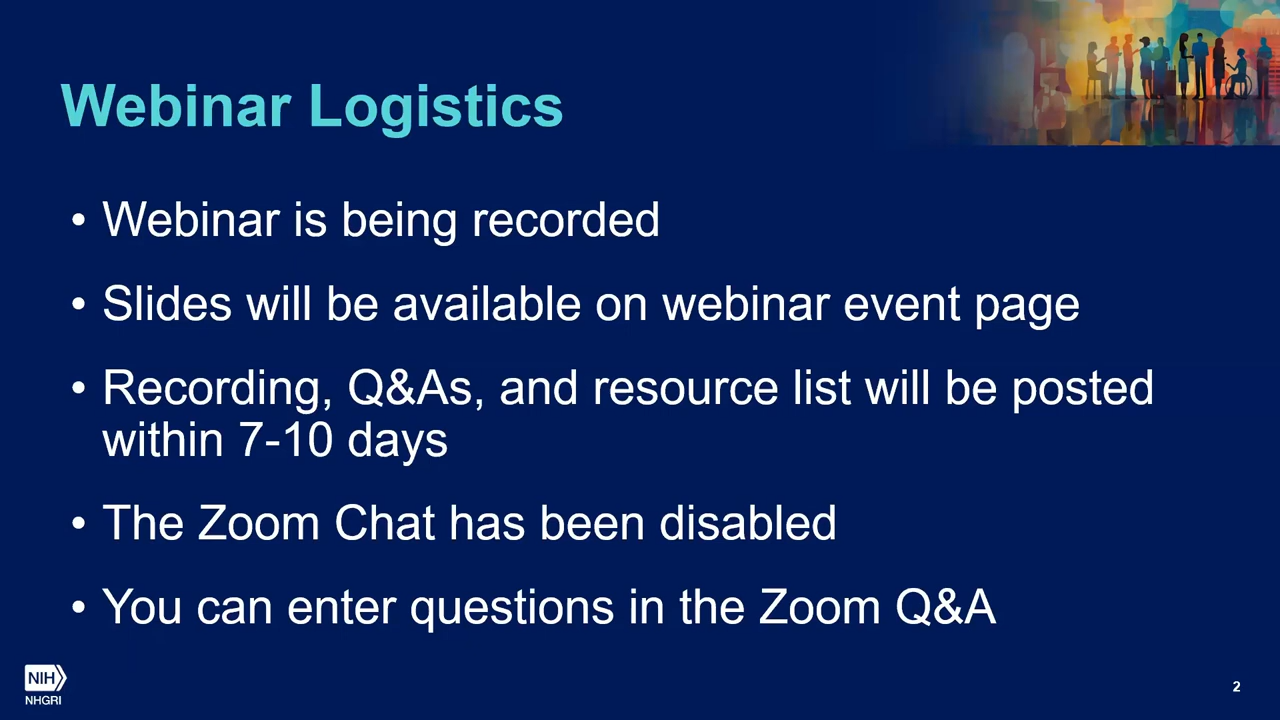 Webinar Logistics
• Webinar is being recorded
• Slides will be available on webinar event page
• Recording, Q&As, and resource list will be posted
within 7-10 days
• The Zoom Chat has been disabled
• You can enter questions in the Zoom Q&A
NIH
NHGRI
2